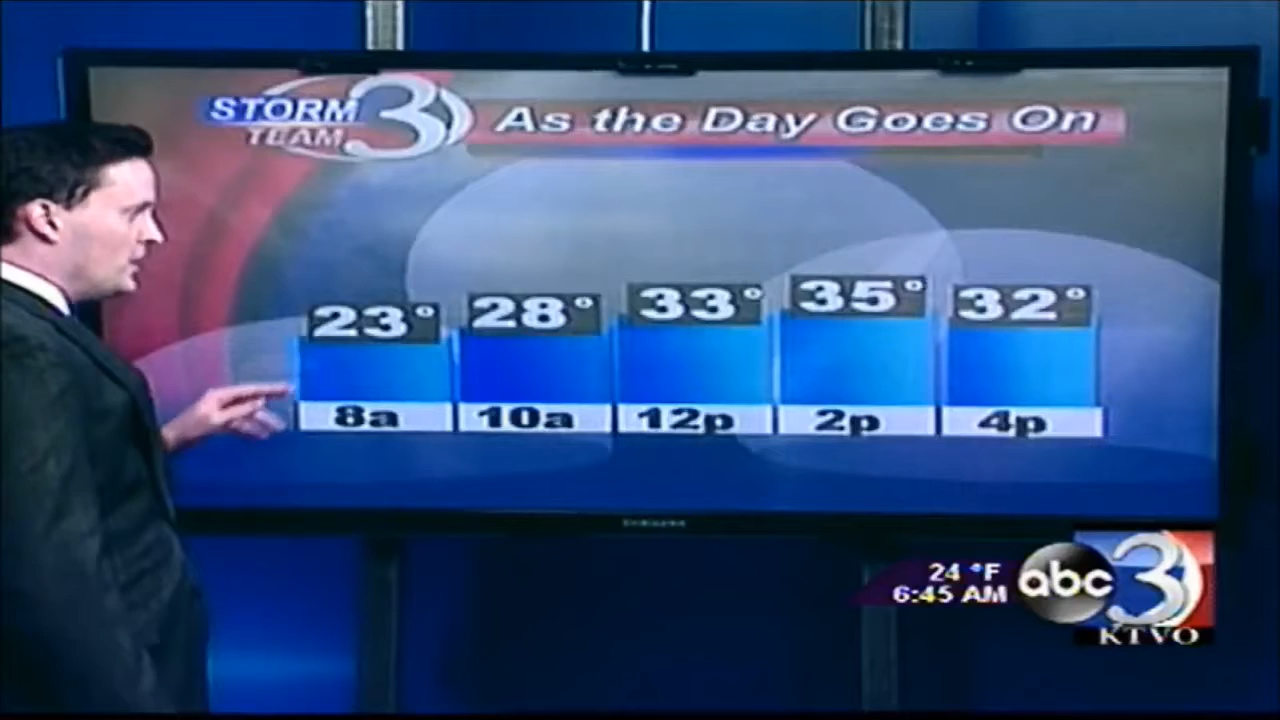 STORM TEAM 3 As the Day Goes On
23° 28° 33° 35° 32°
8a 10a 12p 2p 4p
SAMSUNG
24 °F
6:45 AM
abc 3
KTVO